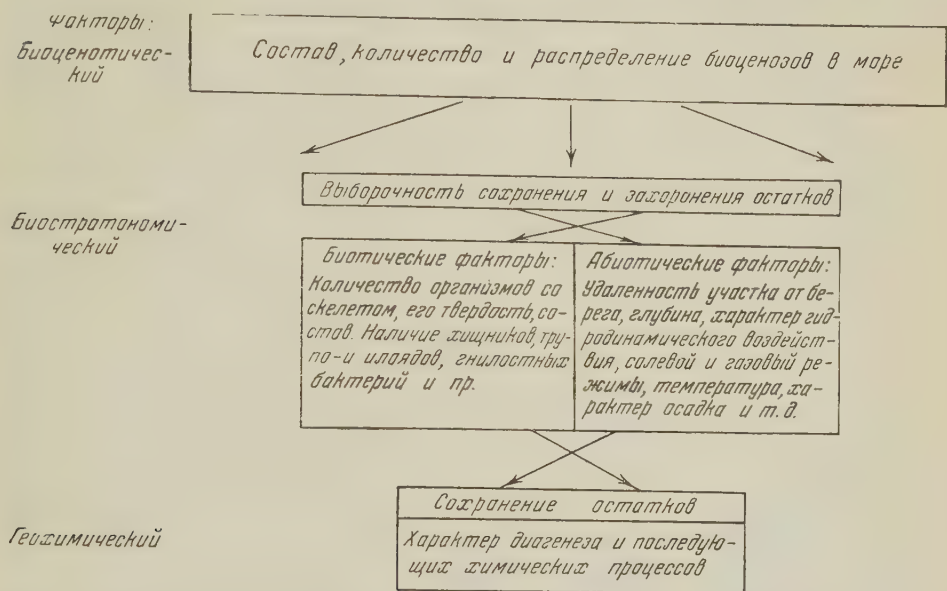 Факторы:
Биоценотичес-
кий
Состав, количество и распределение биоценозов в море
Выборочность сохранения и захоронения остатков
Биостратономи-
ческий
Биотические факторы:
Количество организмов со
скелетом, его твердость, со-
став. Наличие хищников, тру-
по-и илоядов, гнилостных
бактерий и пр.
Абиотические факторы:
Удаленность участка от бе-
рега, глубина, характер гид-
родинамического воздейст-
вия, солевой и газовый ре-
жимы, температура, ха-
рактер осадка и т.д.
Геохимический
Сохранение остатков
Характер диагенеза и последую-
щих химических процессов